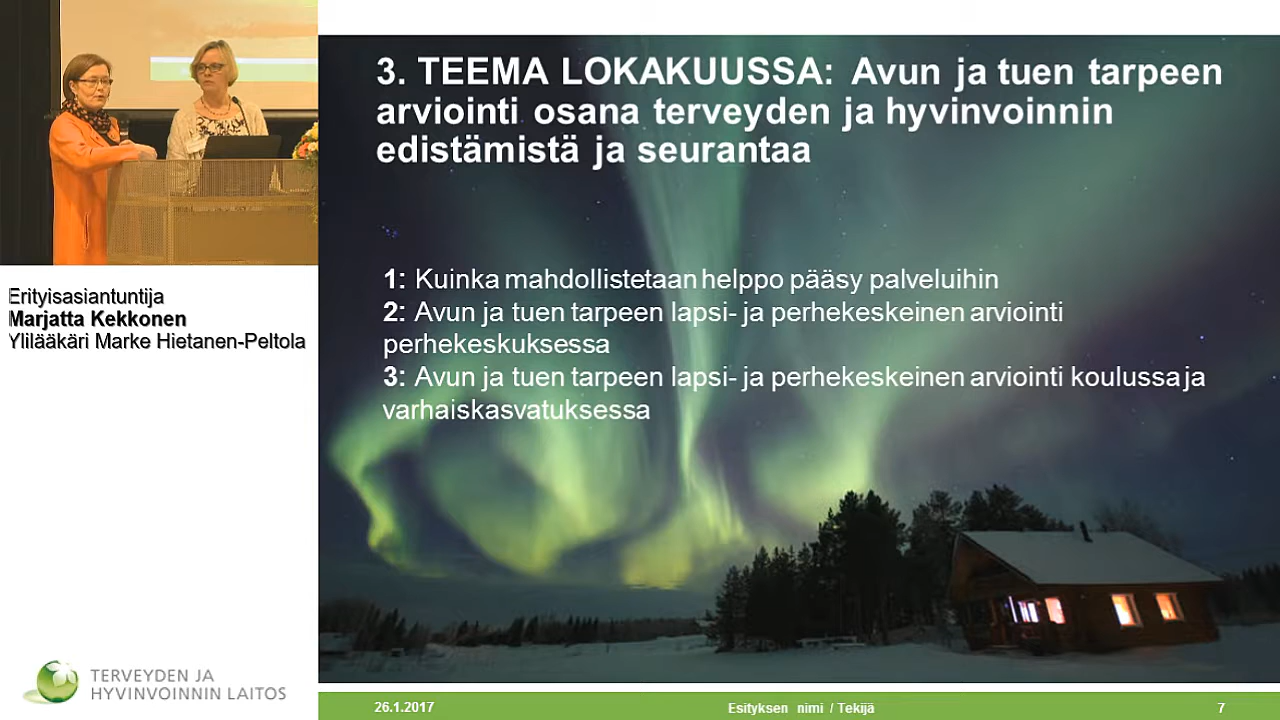 3. TEEMA LOKAKUUSSA: Avun ja tuen tarpeen
arviointi osana terveyden ja hyvinvoinnin
edistämistä ja seurantaa
1: Kuinka mahdollistetaan helppo pääsy palveluihin
2: Avun ja tuen tarpeen lapsi- ja perhekeskeinen arviointi
perhekeskuksessa
3: Avun ja tuen tarpeen lapsi- ja perhekeskeinen arviointi koulussa ja
varhaiskasvatuksessa
Erityisasiantuntija
Marjatta Kekkonen
Ylilääkäri Marke Hietanen-Peltola
TERVEYDEN JA
HYVINVOINNIN LAITOS
26.1.2017
Esityksen nimi / Tekijä
7